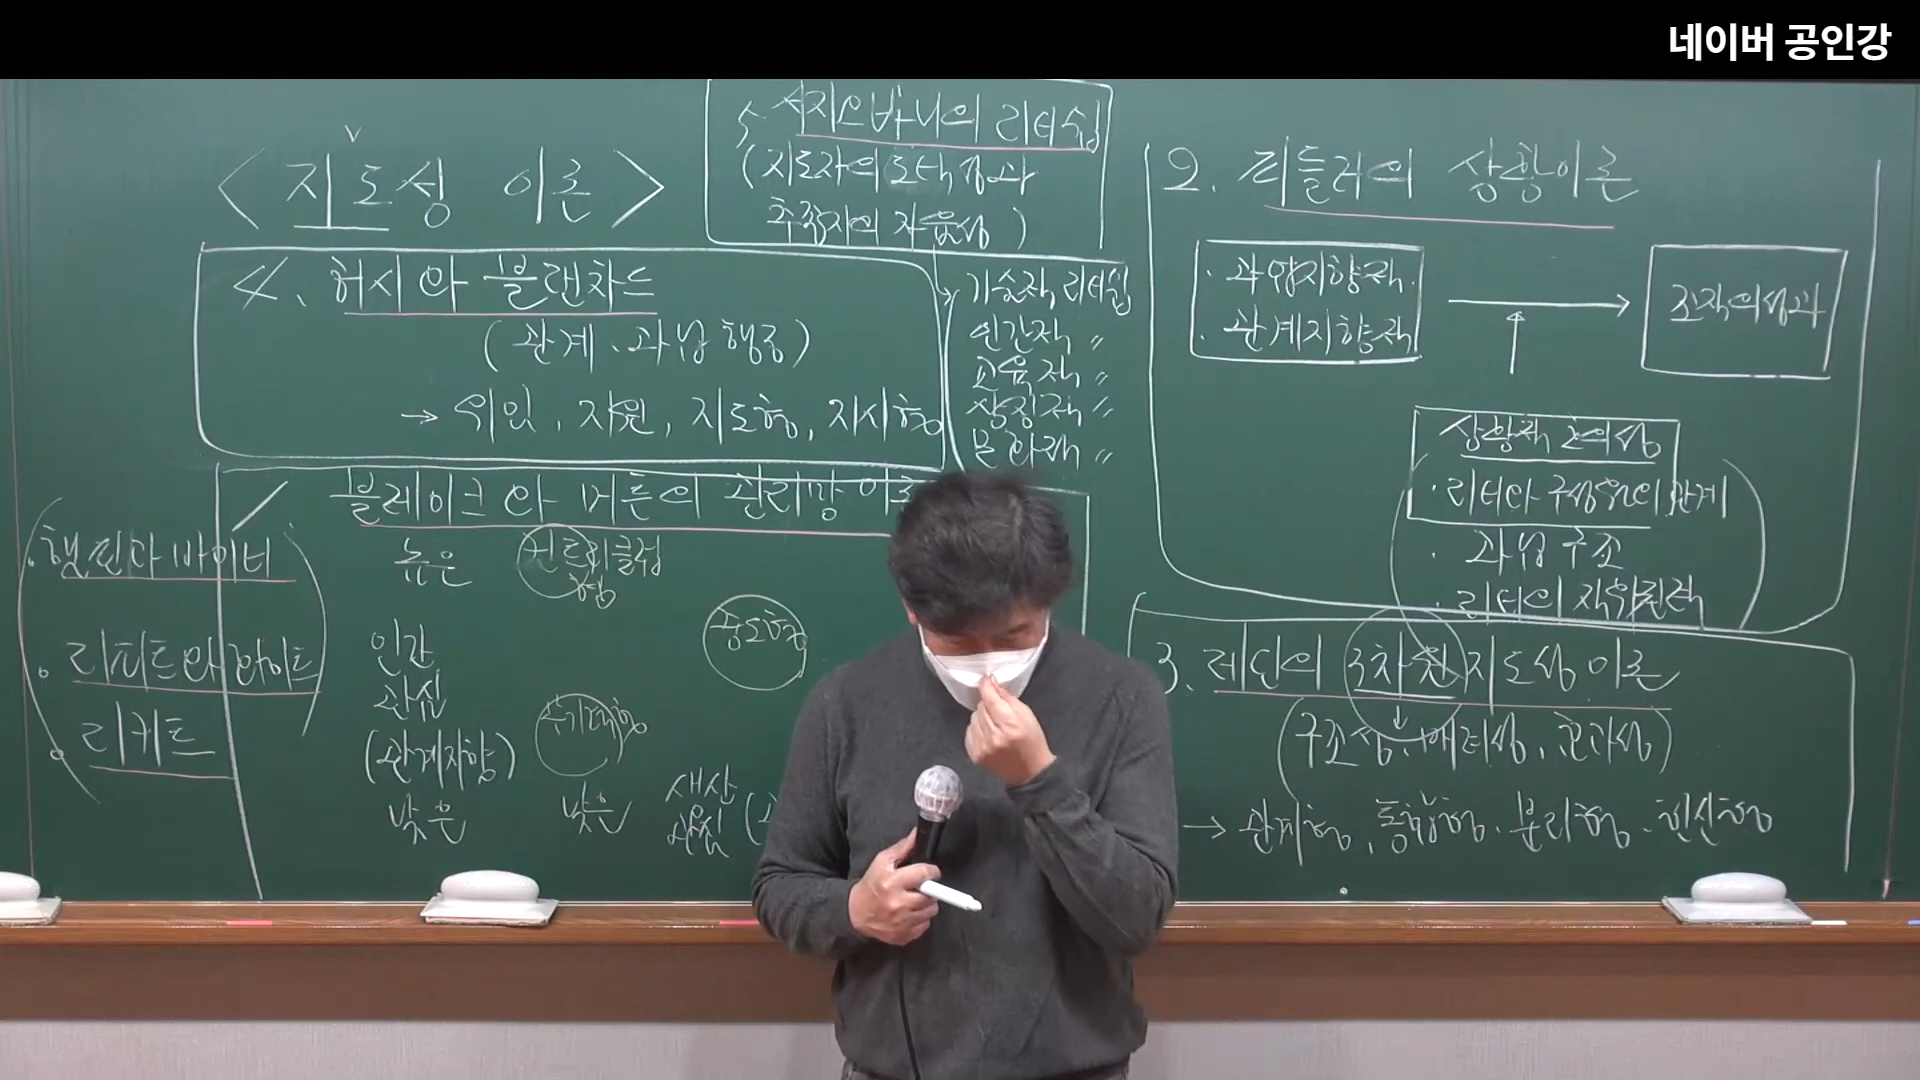 네이버 공인강
< 지도성 이론 >
5. 서지오바니의 리더십
(지도자의 도덕성과
추종자의 자율성)
4. 허시와 블랜차드
(관계、과업행동)
→ 위임, 지원, 지도형, 지시형
기술적 리더십
인간적 〃
교육적 〃
상징적 〃
문화적 〃
1 블레이크와 머튼의 관리망 이론
높은 컨트리클럽
형
중도형
인간
관심
(관계지향)
낮은
무기력형
낮은 생산
관심
· 핼핀과 바이너
· 리피트와 화이트
리커트
2. 피들러의 상황이론
· 과업지향적
· 관계지향적
→ 조직의 성과
상황적 호의성
· 리더와 구성원의 관계
· 과업구조
· 리더의 직위권력
3. 레딘의 3차원 지도성이론
(구조성, 배려성, 효과성)
→ 관계형, 통합형, 분리형, 헌신형